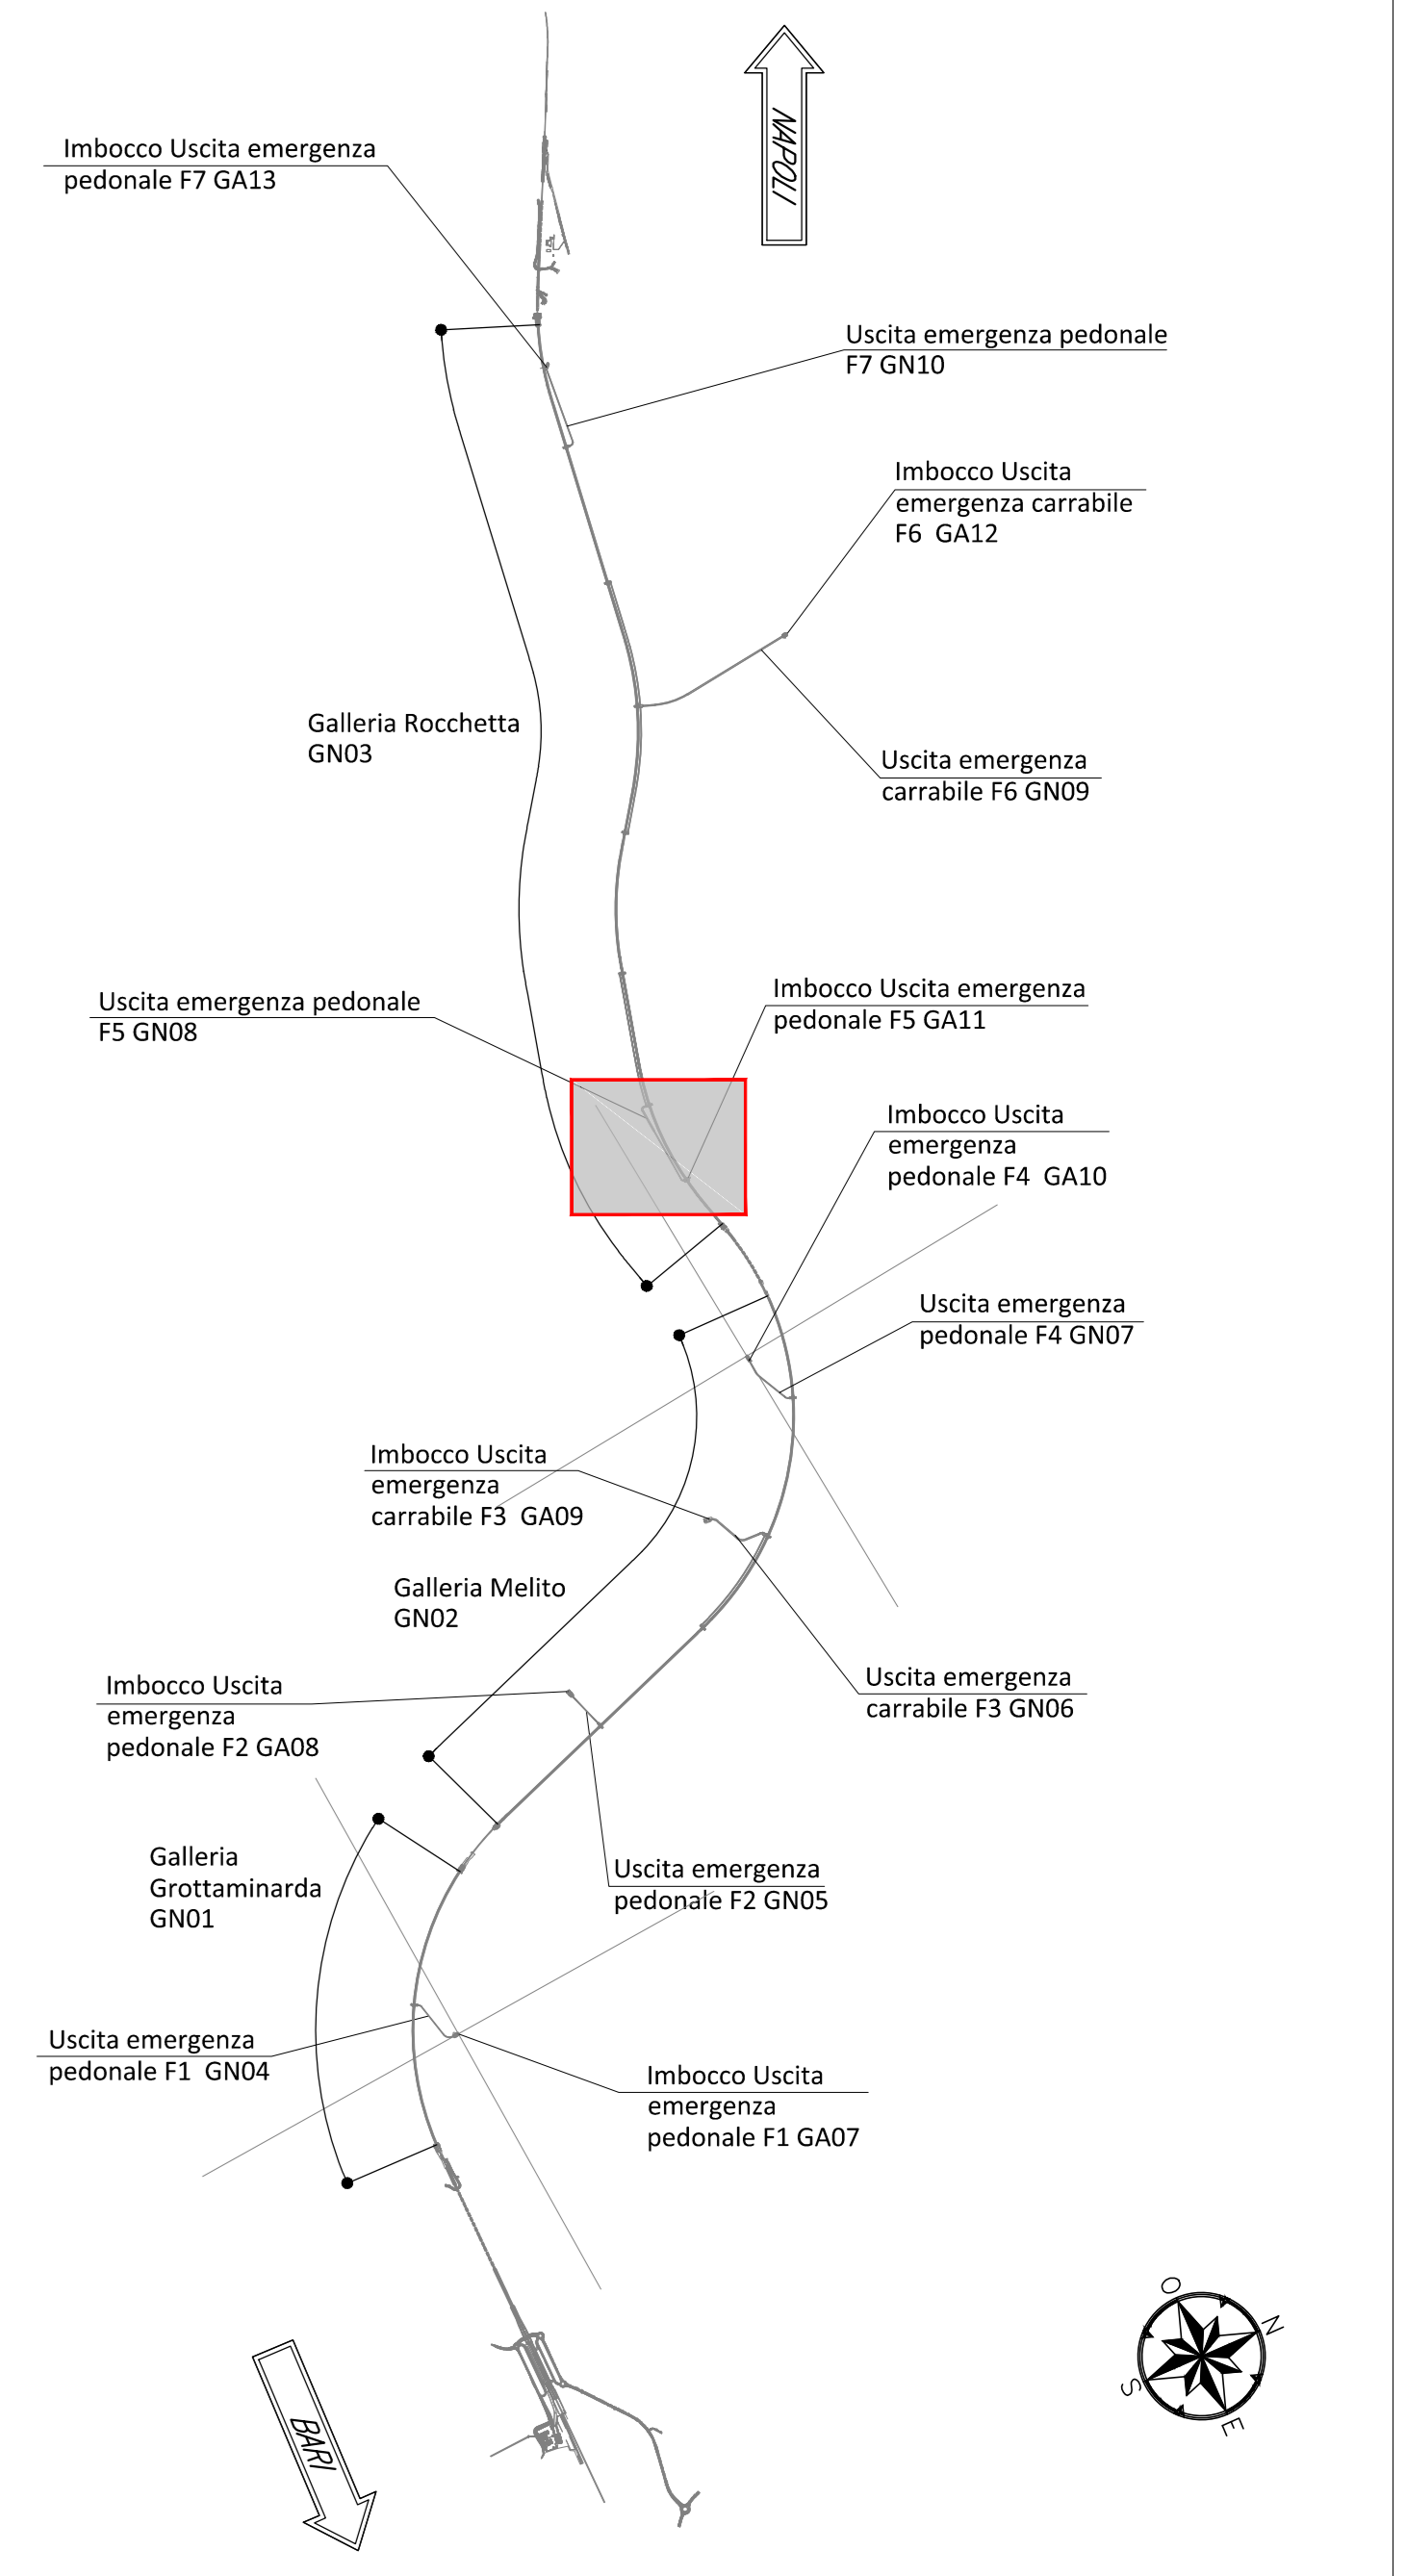 NAPOLI
Imbocco Uscita emergenza
pedonale F7 GA13
Uscita emergenza pedonale
F7 GN10
Imbocco Uscita
emergenza carrabile
F6  GA12
Galleria Rocchetta
GN03
Uscita emergenza
carrabile F6 GN09
Uscita emergenza pedonale
F5 GN08
Imbocco Uscita emergenza
pedonale F5 GA11
Imbocco Uscita
emergenza
pedonale F4  GA10
Uscita emergenza
pedonale F4 GN07
Imbocco Uscita
emergenza
carrabile F3  GA09
Galleria Melito
GN02
Uscita emergenza
carrabile F3 GN06
Imbocco Uscita
emergenza
pedonale F2 GA08
Galleria
Grottaminarda
GN01
Uscita emergenza
pedonale F2 GN05
Uscita emergenza
pedonale F1  GN04
Imbocco Uscita
emergenza
pedonale F1 GA07
O
N
S
E
BARI